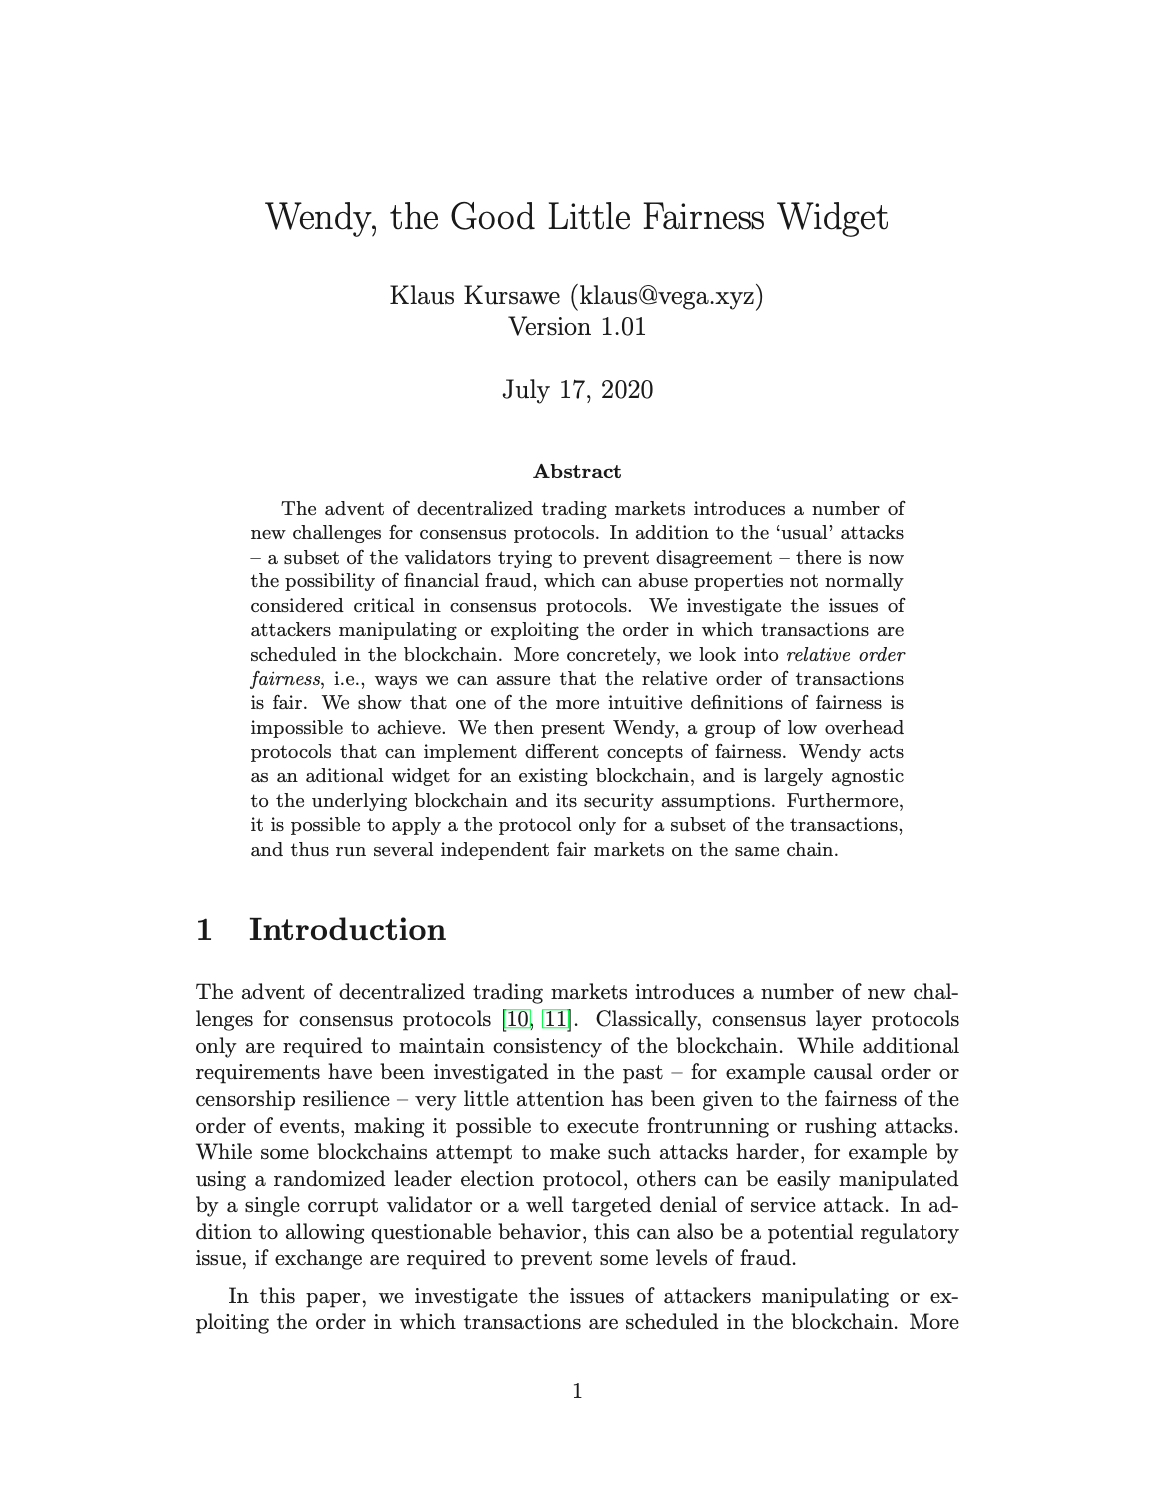 Wendy, the Good Little Fairness Widget
Klaus Kursawe (klaus@vega.xyz)
Version 1.01
July 17, 2020
Abstract
The advent of decentralized trading markets introduces a number of
new challenges for consensus protocols. In addition to the ‘usual’ attacks
– a subset of the validators trying to prevent disagreement – there is now
the possibility of financial fraud, which can abuse properties not normally
considered critical in consensus protocols. We investigate the issues of
attackers manipulating or exploiting the order in which transactions are
scheduled in the blockchain. More concretely, we look into relative order
fairness, i.e., ways we can assure that the relative order of transactions
is fair. We show that one of the more intuitive definitions of fairness is
impossible to achieve. We then present Wendy, a group of low overhead
protocols that can implement different concepts of fairness. Wendy acts
as an aditional widget for an existing blockchain, and is largely agnostic
to the underlying blockchain and its security assumptions. Furthermore,
it is possible to apply a the protocol only for a subset of the transactions,
and thus run several independent fair markets on the same chain.
1 Introduction
The advent of decentralized trading markets introduces a number of new chal-
lenges for consensus protocols [10, 11]. Classically, consensus layer protocols
only are required to maintain consistency of the blockchain. While additional
requirements have been investigated in the past – for example causal order or
censorship resilience – very little attention has been given to the fairness of the
order of events, making it possible to execute frontrunning or rushing attacks.
While some blockchains attempt to make such attacks harder, for example by
using a randomized leader election protocol, others can be easily manipulated
by a single corrupt validator or a well targeted denial of service attack. In ad-
dition to allowing questionable behavior, this can also be a potential regulatory
issue, if exchange are required to prevent some levels of fraud.
In this paper, we investigate the issues of attackers manipulating or ex-
ploiting the order in which transactions are scheduled in the blockchain. More
1